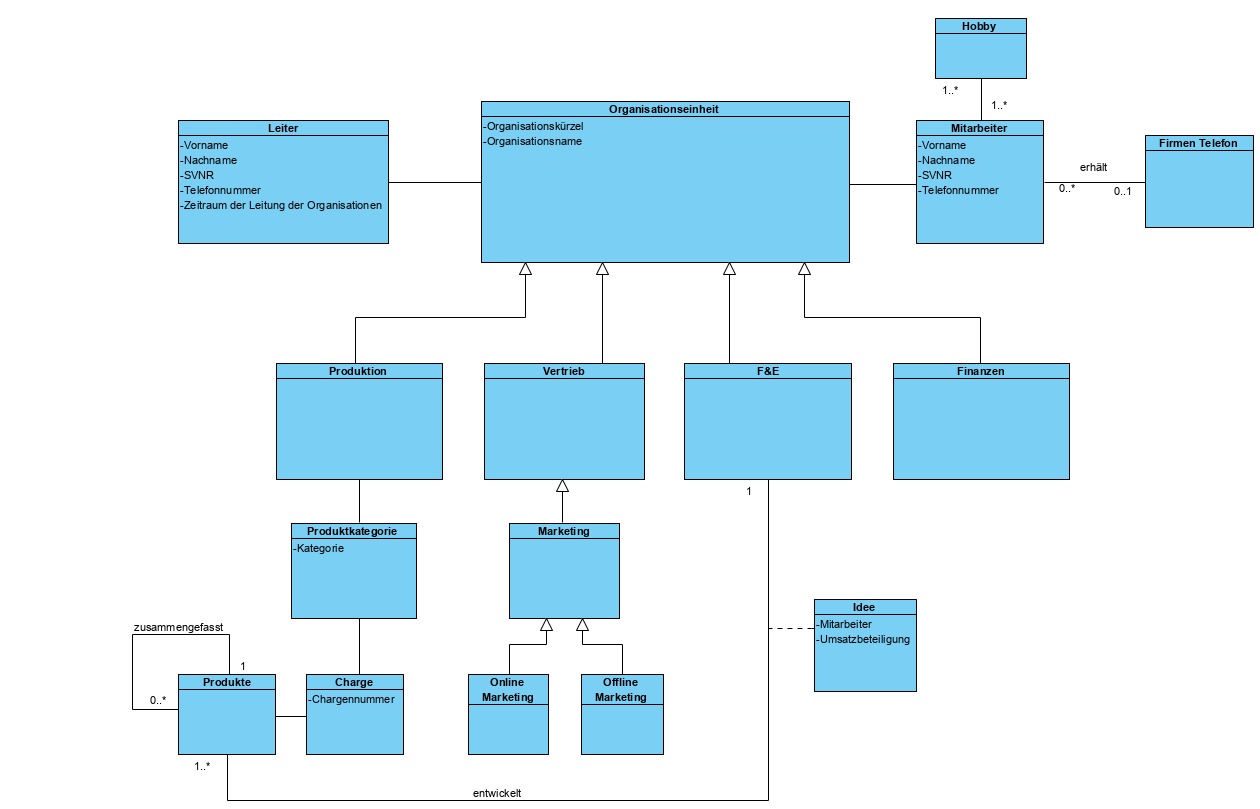 Hobby
1..*
1..*
Organisationseinheit
-Organisationskürzel
-Organisationsname
Leiter
-Vorname
-Nachname
-SVNR
-Telefonnummer
-Zeitraum der Leitung der Organisationen
Mitarbeiter
-Vorname
-Nachname
-SVNR
-Telefonnummer
erhält
0..*
0..1
Firmen Telefon
Produktion
Vertrieb
F&E
Finanzen
1
Produktkategorie
-Kategorie
Marketing
Idee
-Mitarbeiter
-Umsatzbeteiligung
zusammengefasst
1
0..*
Produkte
Charge
-Chargennummer
Online
Marketing
Offline
Marketing
1..*
entwickelt